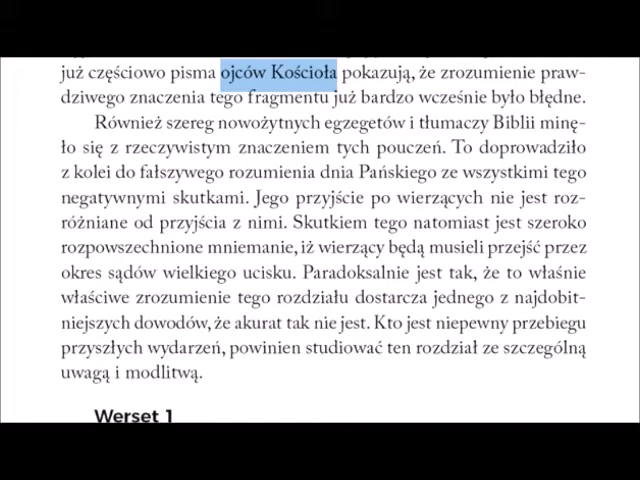 już częściowo pisma ojców Kościoła pokazują, że zrozumienie praw-
dziwego znaczenia tego fragmentu już bardzo wcześnie było błędne.
Również szereg nowożytnych egzegetów i tłumaczy Biblii minę-
ło się z rzeczywistym znaczeniem tych pouczeń. To doprowadziło
z kolei do fałszywego rozumienia dnia Pańskiego ze wszystkimi tego
negatywnymi skutkami. Jego przyjście po wierzących nie jest roz-
różniane od przyjścia z nimi. Skutkiem tego natomiast jest szeroko
rozpowszechnione mniemanie, iż wierzący będą musieli przejść przez
okres sądów wielkiego ucisku. Paradoksalnie jest tak, że to właśnie
właściwe zrozumienie tego rozdziału dostarcza jednego z najdobit-
niejszych dowodów, że akurat tak nie jest. Kto jest niepewny przebiegu
przyszłych wydarzeń, powinien studiować ten rozdział ze szczególną
uwagą i modlitwą.
Werset 1